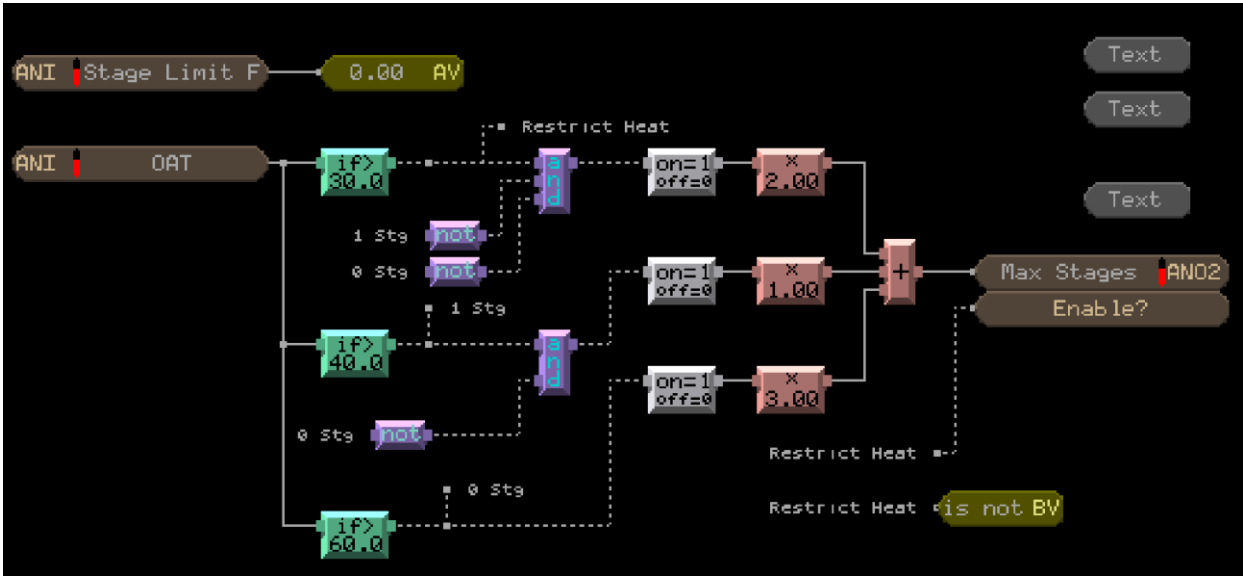 Text
ANI Stage Limit F 0.00 AV
Text
Restrict Heat
ANI OAT
if> 30.0
and
on=1 off=0
x 2.00
Text
1 Stg not
0 Stg not
on=1 off=0
x 1.00
+
Max Stages ANO2
Enable?
1 Stg
if> 40.0
and
on=1 off=0
x 3.00
0 Stg not
Restrict Heat
0 Stg
Restrict Heat is not BV
if> 60.0